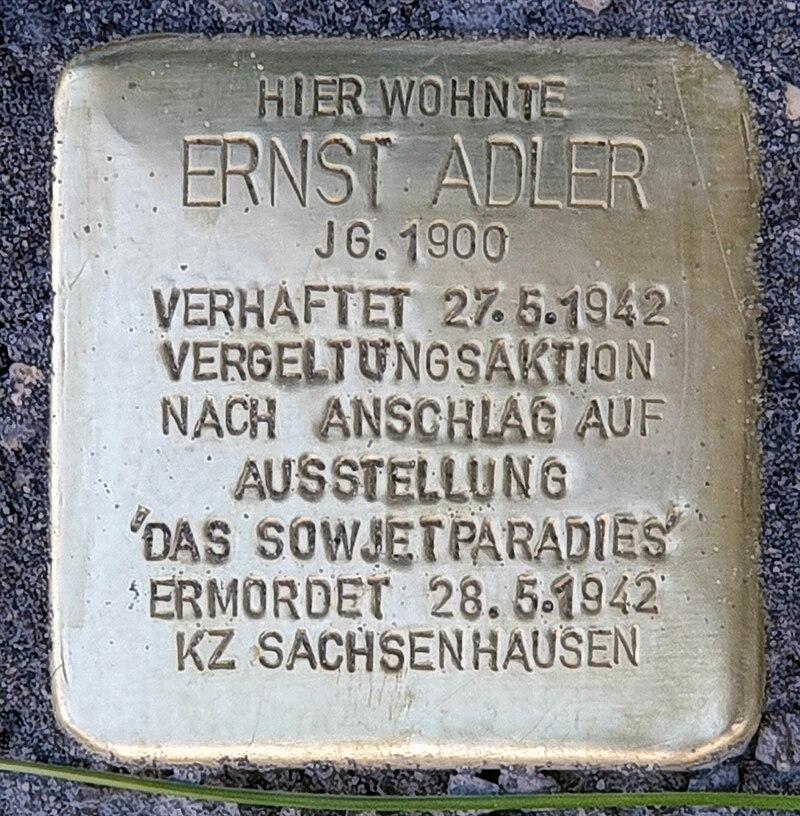 HIER WOHNTE
ERNST ADLER
JG. 1900
VERHAFTET 27.5.1942
VERGELTUNGSAKTION
NACH ANSCHLAG AUF
AUSSTELLUNG
'DAS SOWJETPARADIES'
ERMORDET 28.5.1942
KZ SACHSENHAUSEN